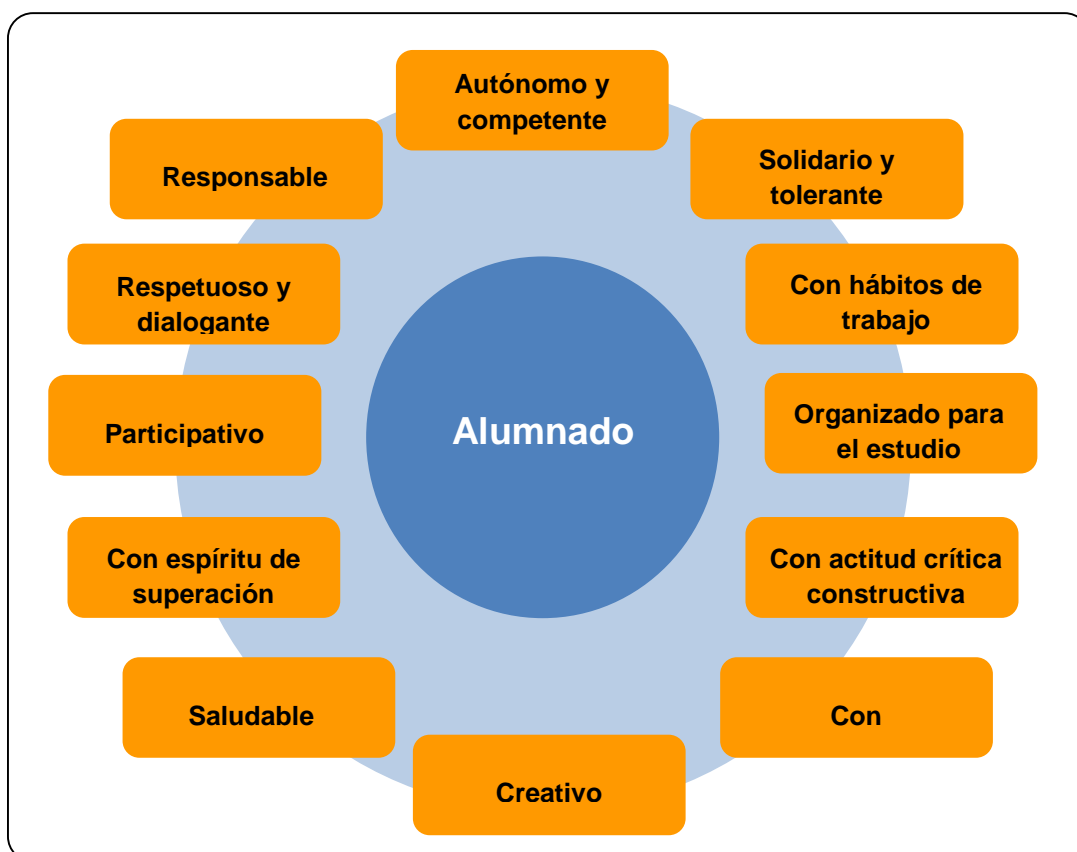 Autónomo y
competente
Responsable
Solidario y
tolerante
Respetuoso y
dialogante
Con hábitos de
trabajo
Participativo
Alumnado
Organizado para
el estudio
Con espíritu de
superación
Con actitud crítica
constructiva
Saludable
Con
Creativo